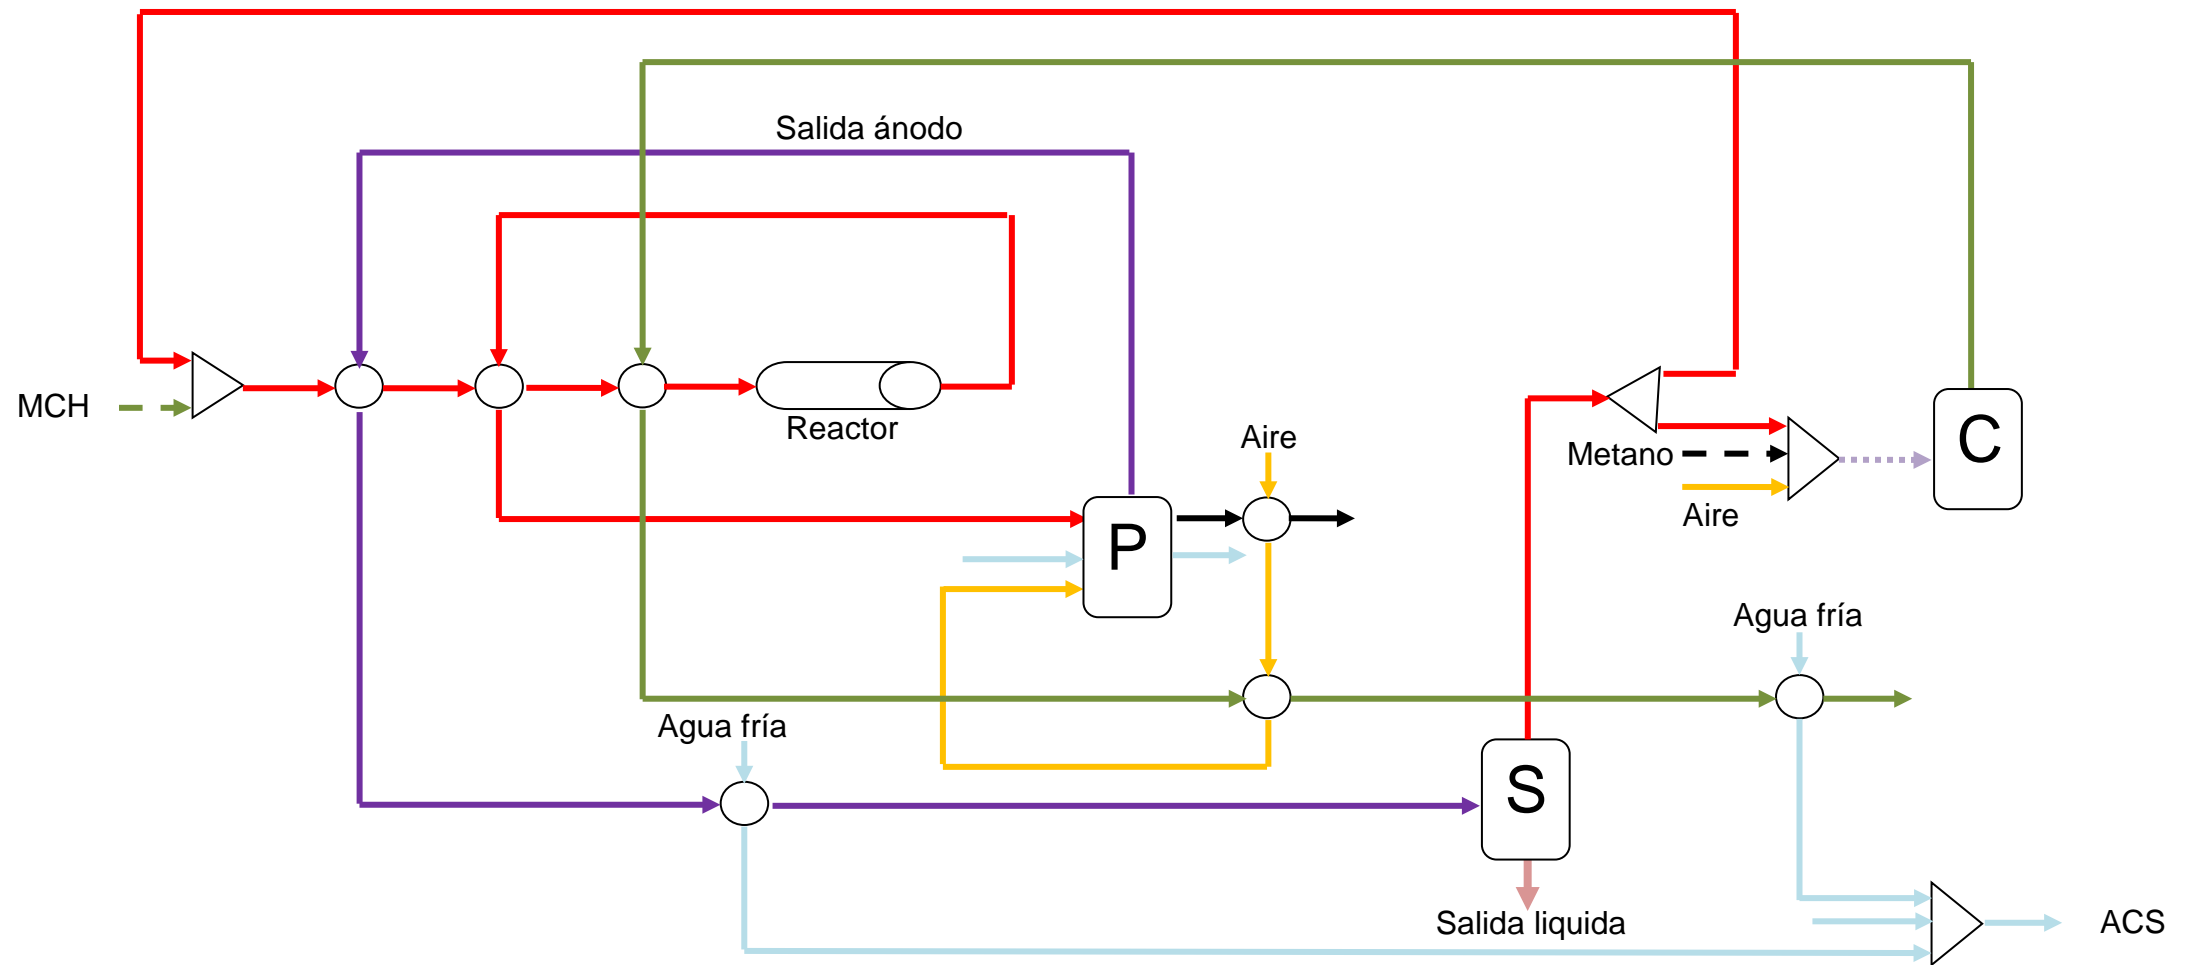 Salida ánodo
MCH
Reactor
Aire
Metano
C
Aire
P
Agua fría
Agua fría
S
Salida liquida
ACS